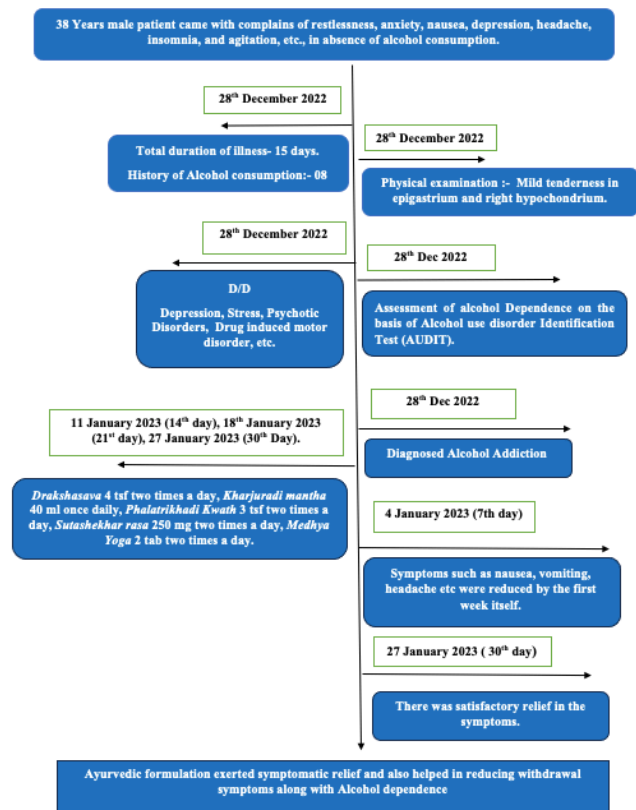 38 Years male patient came with complains of restlessness, anxiety, nausea, depression, headache,
insomnia, and agitation, etc., in absence of alcohol consumption.
28th December 2022
Total duration of illness- 15 days.
History of Alcohol consumption:- 08
28th December 2022
Physical examination :- Mild tenderness in
epigastrium and right hypochondrium.
28th December 2022
D/D
Depression, Stress, Psychotic
Disorders, Drug induced motor
disorder, etc.
28th Dec 2022
Assessment of alcohol Dependence on the
basis of Alcohol use disorder Identification
Test (AUDIT).
28th Dec 2022
Diagnosed Alcohol Addiction
11 January 2023 (14th day), 18th January 2023
(21st day), 27 January 2023 (30th Day).
Drakshasava 4 tsf two times a day, Kharjuradi mantha
40 ml once daily, Phalatrikhadi Kwath 3 tsf two times a
day, Sutashekhar rasa 250 mg two times a day, Medhya
Yoga 2 tab two times a day.
4 January 2023 (7th day)
Symptoms such as nausea, vomiting,
headache etc were reduced by the first
week itself.
27 January 2023 ( 30th day)
There was satisfactory relief in the
symptoms.
Ayurvedic formulation exerted symptomatic relief and also helped in reducing withdrawal
symptoms along with Alcohol dependence